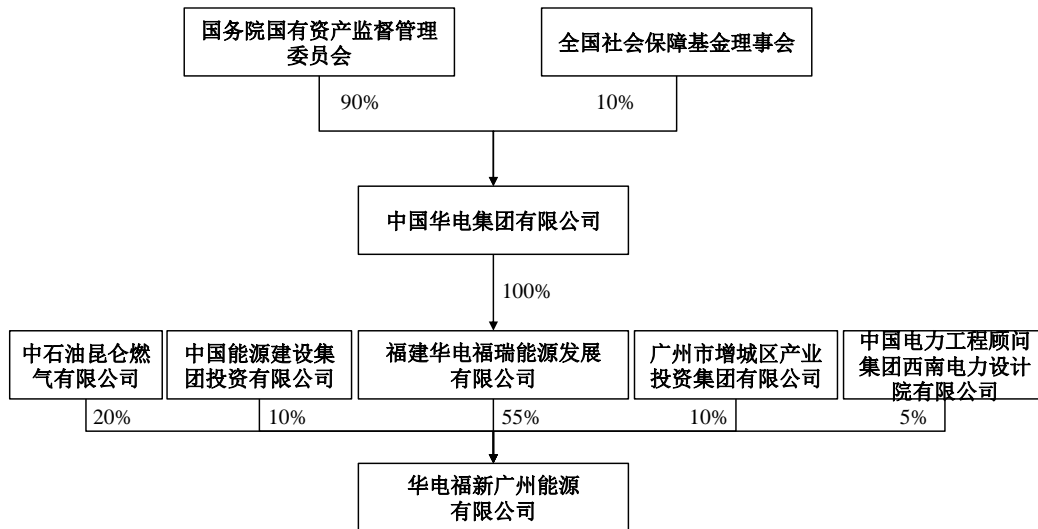 国务院国有资产监督管理
委员会
全国社会保障基金理事会
90%
10%
中国华电集团有限公司
100%
中石油昆仑燃
气有限公司
中国能源建设集
团投资有限公司
福建华电福瑞能源发展
有限公司
广州市增城区产业
投资集团有限公司
中国电力工程顾问
集团西南电力设计
院有限公司
20%
10%
55%
10%
5%
华电福新广州能源
有限公司